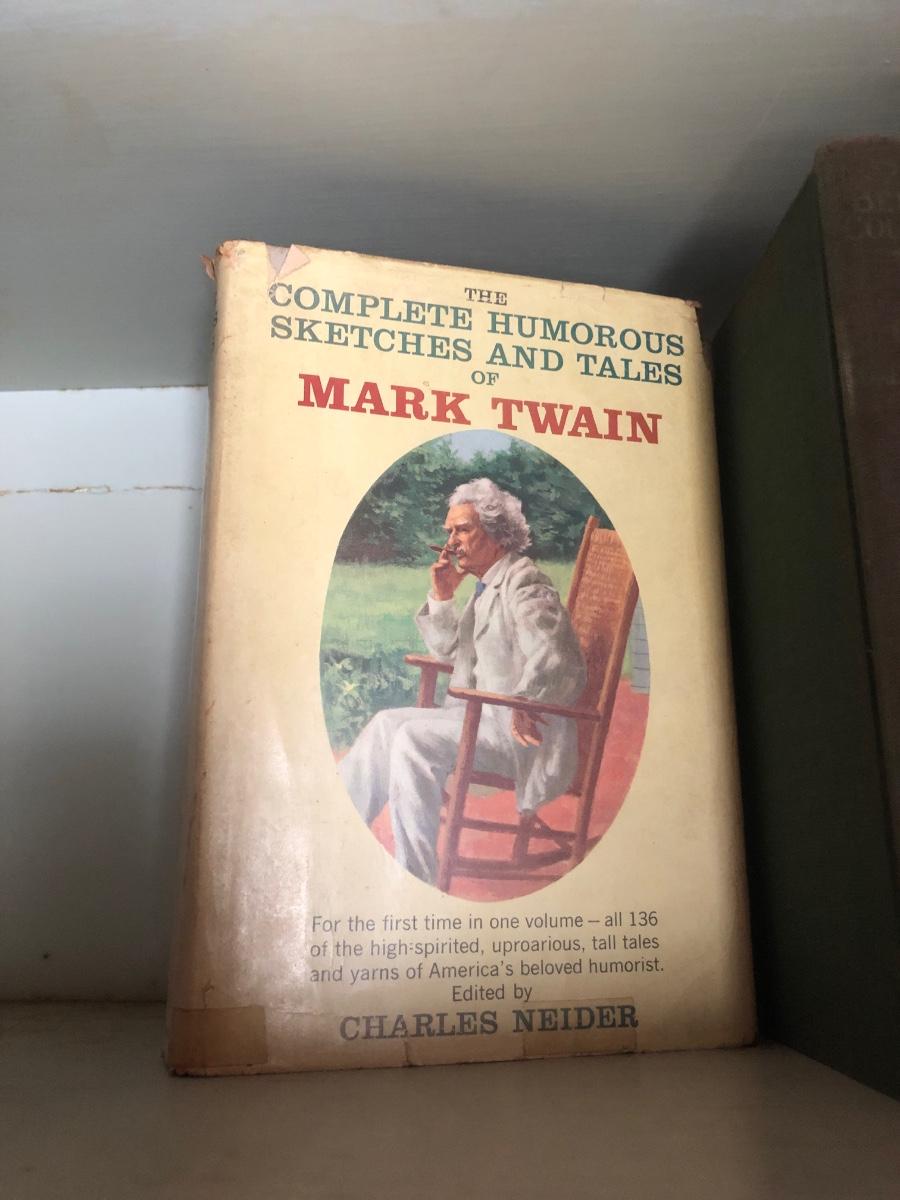 THE
COMPLETE HUMOROUS
SKETCHES AND TALES
OF
MARK TWAIN
For the first time in one volume — all 136
of the high-spirited, uproarious, tall tales
and yarns of America's beloved humorist.
Edited by
CHARLES NEIDER